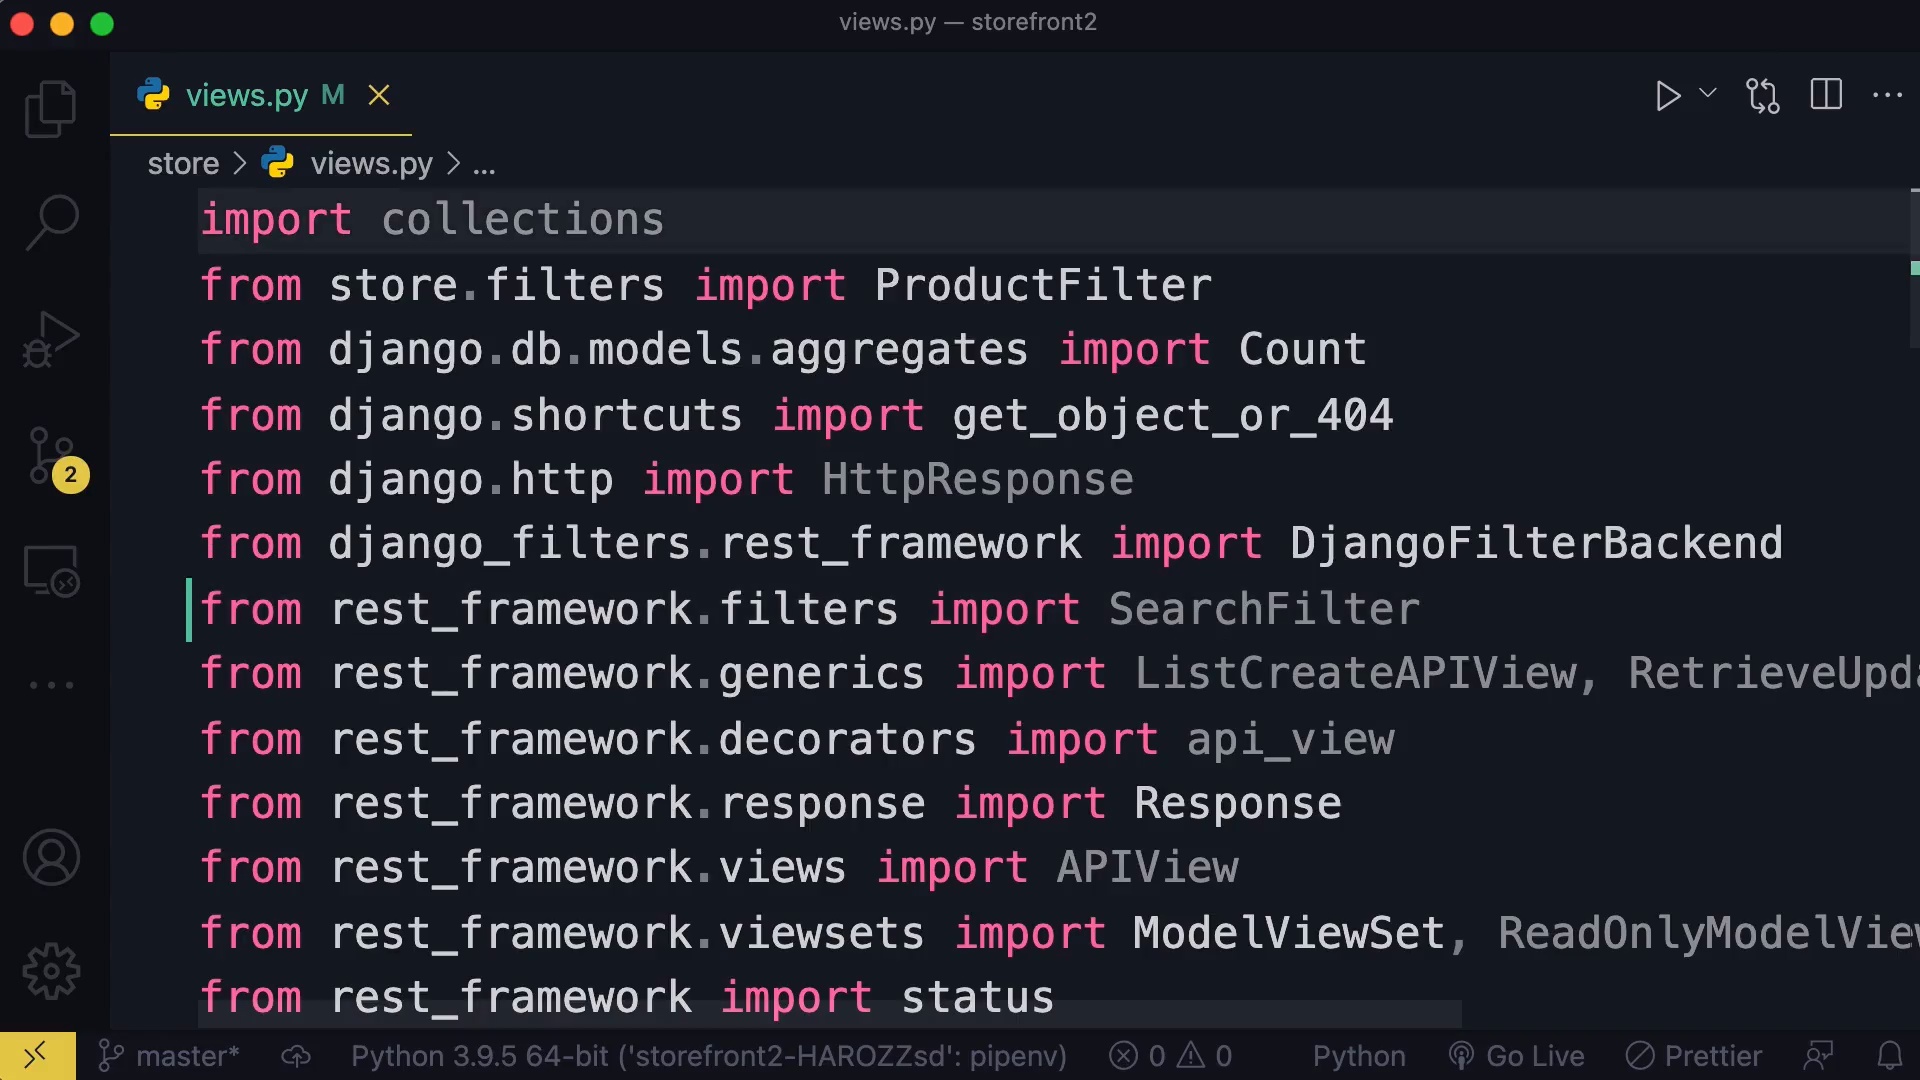 views.py — storefront2
views.py M
store > views.py > ...
import collections
from store.filters import ProductFilter
from django.db.models.aggregates import Count
from django.shortcuts import get_object_or_404
from django.http import HttpResponse
from django_filters.rest_framework import DjangoFilterBackend
from rest_framework.filters import SearchFilter
from rest_framework.generics import ListCreateAPIView, RetrieveUpda
from rest_framework.decorators import api_view
from rest_framework.response import Response
from rest_framework.views import APIView
from rest_framework.viewsets import ModelViewSet, ReadOnlyModelView
from rest_framework import status
2
master* Python 3.9.5 64-bit ('storefront2-HAROZZsd': pipenv) 0 0 Python Go Live Prettier